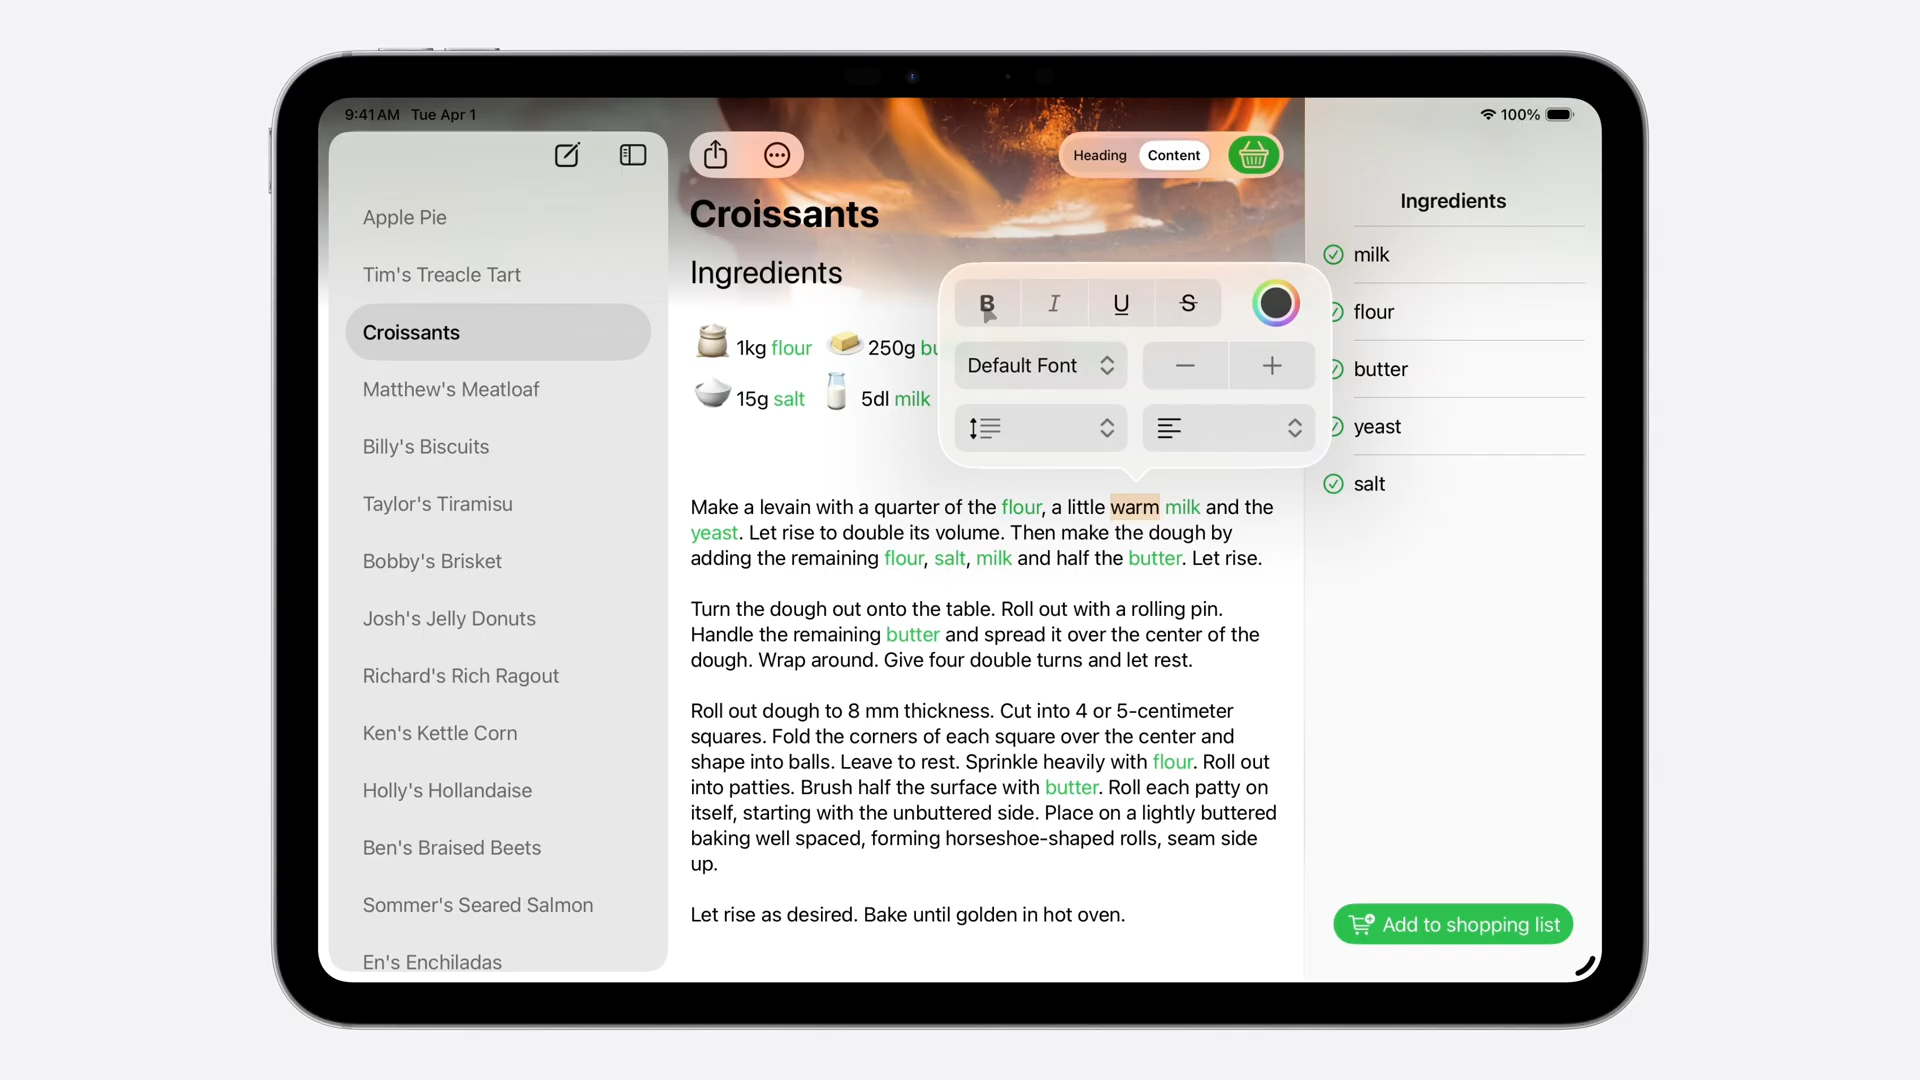 9:41 AM Tue Apr 1
100%
Apple Pie
Tim's Treacle Tart
Croissants
Matthew's Meatloaf
Billy's Biscuits
Taylor's Tiramisu
Bobby's Brisket
Josh's Jelly Donuts
Richard's Rich Ragout
Ken's Kettle Corn
Holly's Hollandaise
Ben's Braised Beets
Sommer's Seared Salmon
En's Enchiladas
Heading Content
Croissants
Ingredients
1kg flour 250g bu
15g salt 5dl milk
B I U S
Default Font
Make a levain with a quarter of the flour, a little warm milk and the
yeast. Let rise to double its volume. Then make the dough by
adding the remaining flour, salt, milk and half the butter. Let rise.
Turn the dough out onto the table. Roll out with a rolling pin.
Handle the remaining butter and spread it over the center of the
dough. Wrap around. Give four double turns and let rest.
Roll out dough to 8 mm thickness. Cut into 4 or 5-centimeter
squares. Fold the corners of each square over the center and
shape into balls. Leave to rest. Sprinkle heavily with flour. Roll out
into patties. Brush half the surface with butter. Roll each patty on
itself, starting with the unbuttered side. Place on a lightly buttered
baking well spaced, forming horseshoe-shaped rolls, seam side
up.
Let rise as desired. Bake until golden in hot oven.
Ingredients
milk
flour
butter
yeast
salt
Add to shopping list